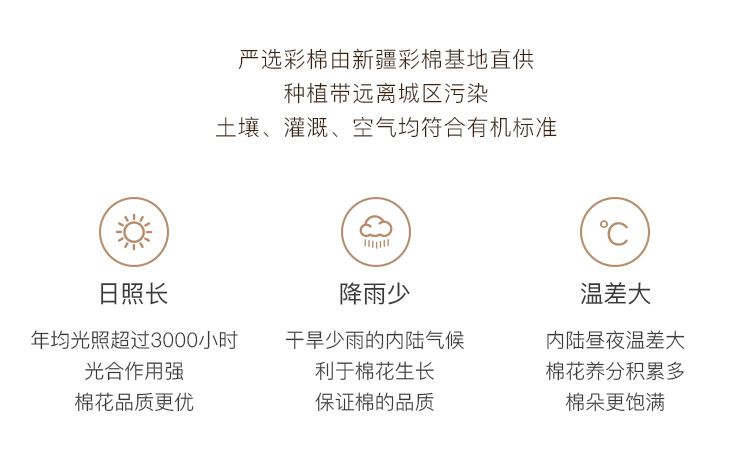 严选彩棉由新疆彩棉基地直供
种植带远离城区污染
土壤、灌溉、空气均符合有机标准
℃
日照长
降雨少
温差大
年均光照超过3000小时
干旱少雨的内陆气候
内陆昼夜温差大
光合作用强
利于棉花生长
棉花养分积累多
棉花品质更优
保证棉的品质
棉朵更饱满